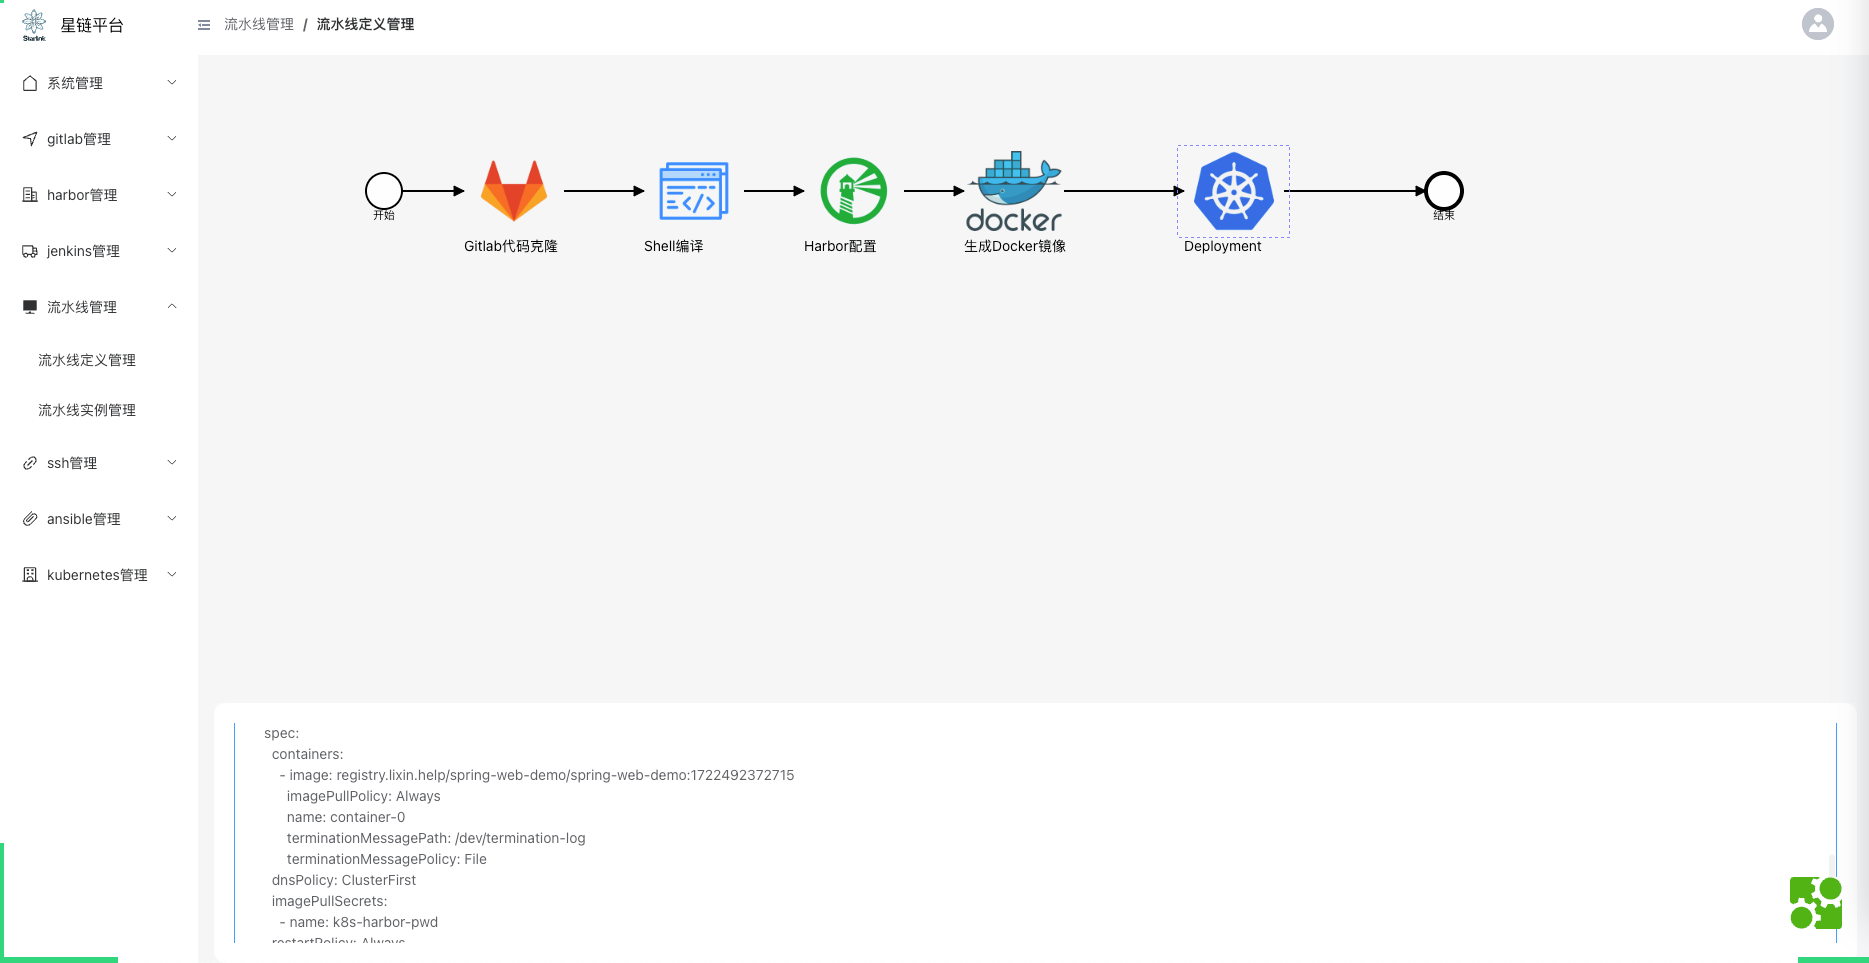 Starlink
星链平台
流水线管理 / 流水线定义管理
系统管理
gitlab管理
harbor管理
jenkins管理
流水线管理
流水线定义管理
流水线实例管理
ssh管理
ansible管理
kubernetes管理
开始
Gitlab代码克隆
Shell编译
Harbor配置
docker
生成Docker镜像
Deployment
结束
spec:
containers:
- image: registry.lixin.help/spring-web-demo/spring-web-demo:1722492372715
imagePullPolicy: Always
name: container-0
terminationMessagePath: /dev/termination-log
terminationMessagePolicy: File
dnsPolicy: ClusterFirst
imagePullSecrets:
- name: k8s-harbor-pwd
restartPolicy: Always